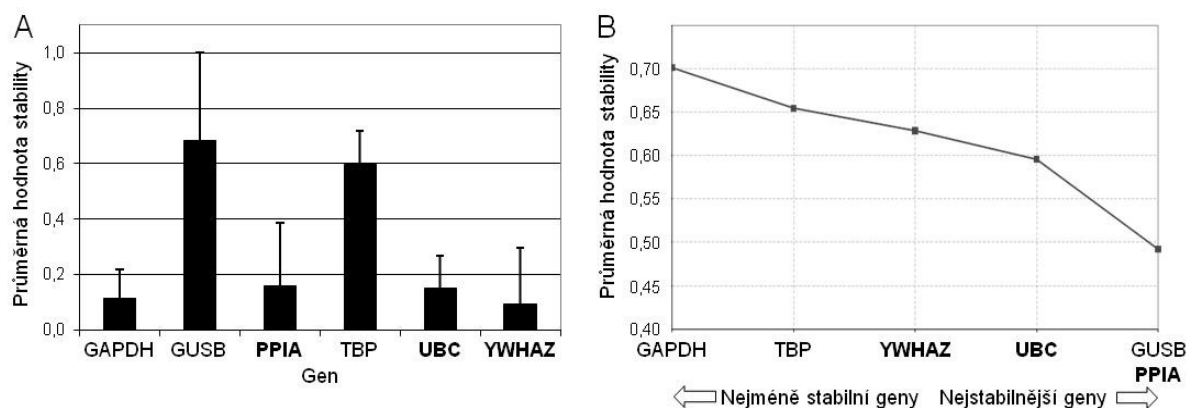 A
Průměrná hodnota stability
1,0
0,8
0,6
0,4
0,2
0,0
GAPDH GUSB PPIA TBP UBC YWHAZ
Gen
B
Průměrná hodnota stability
0,70
0,65
0,60
0,55
0,50
0,45
0,40
GAPDH TBP YWHAZ UBC GUSB
PPIA
Nejméně stabilní geny Nejstabilnější geny